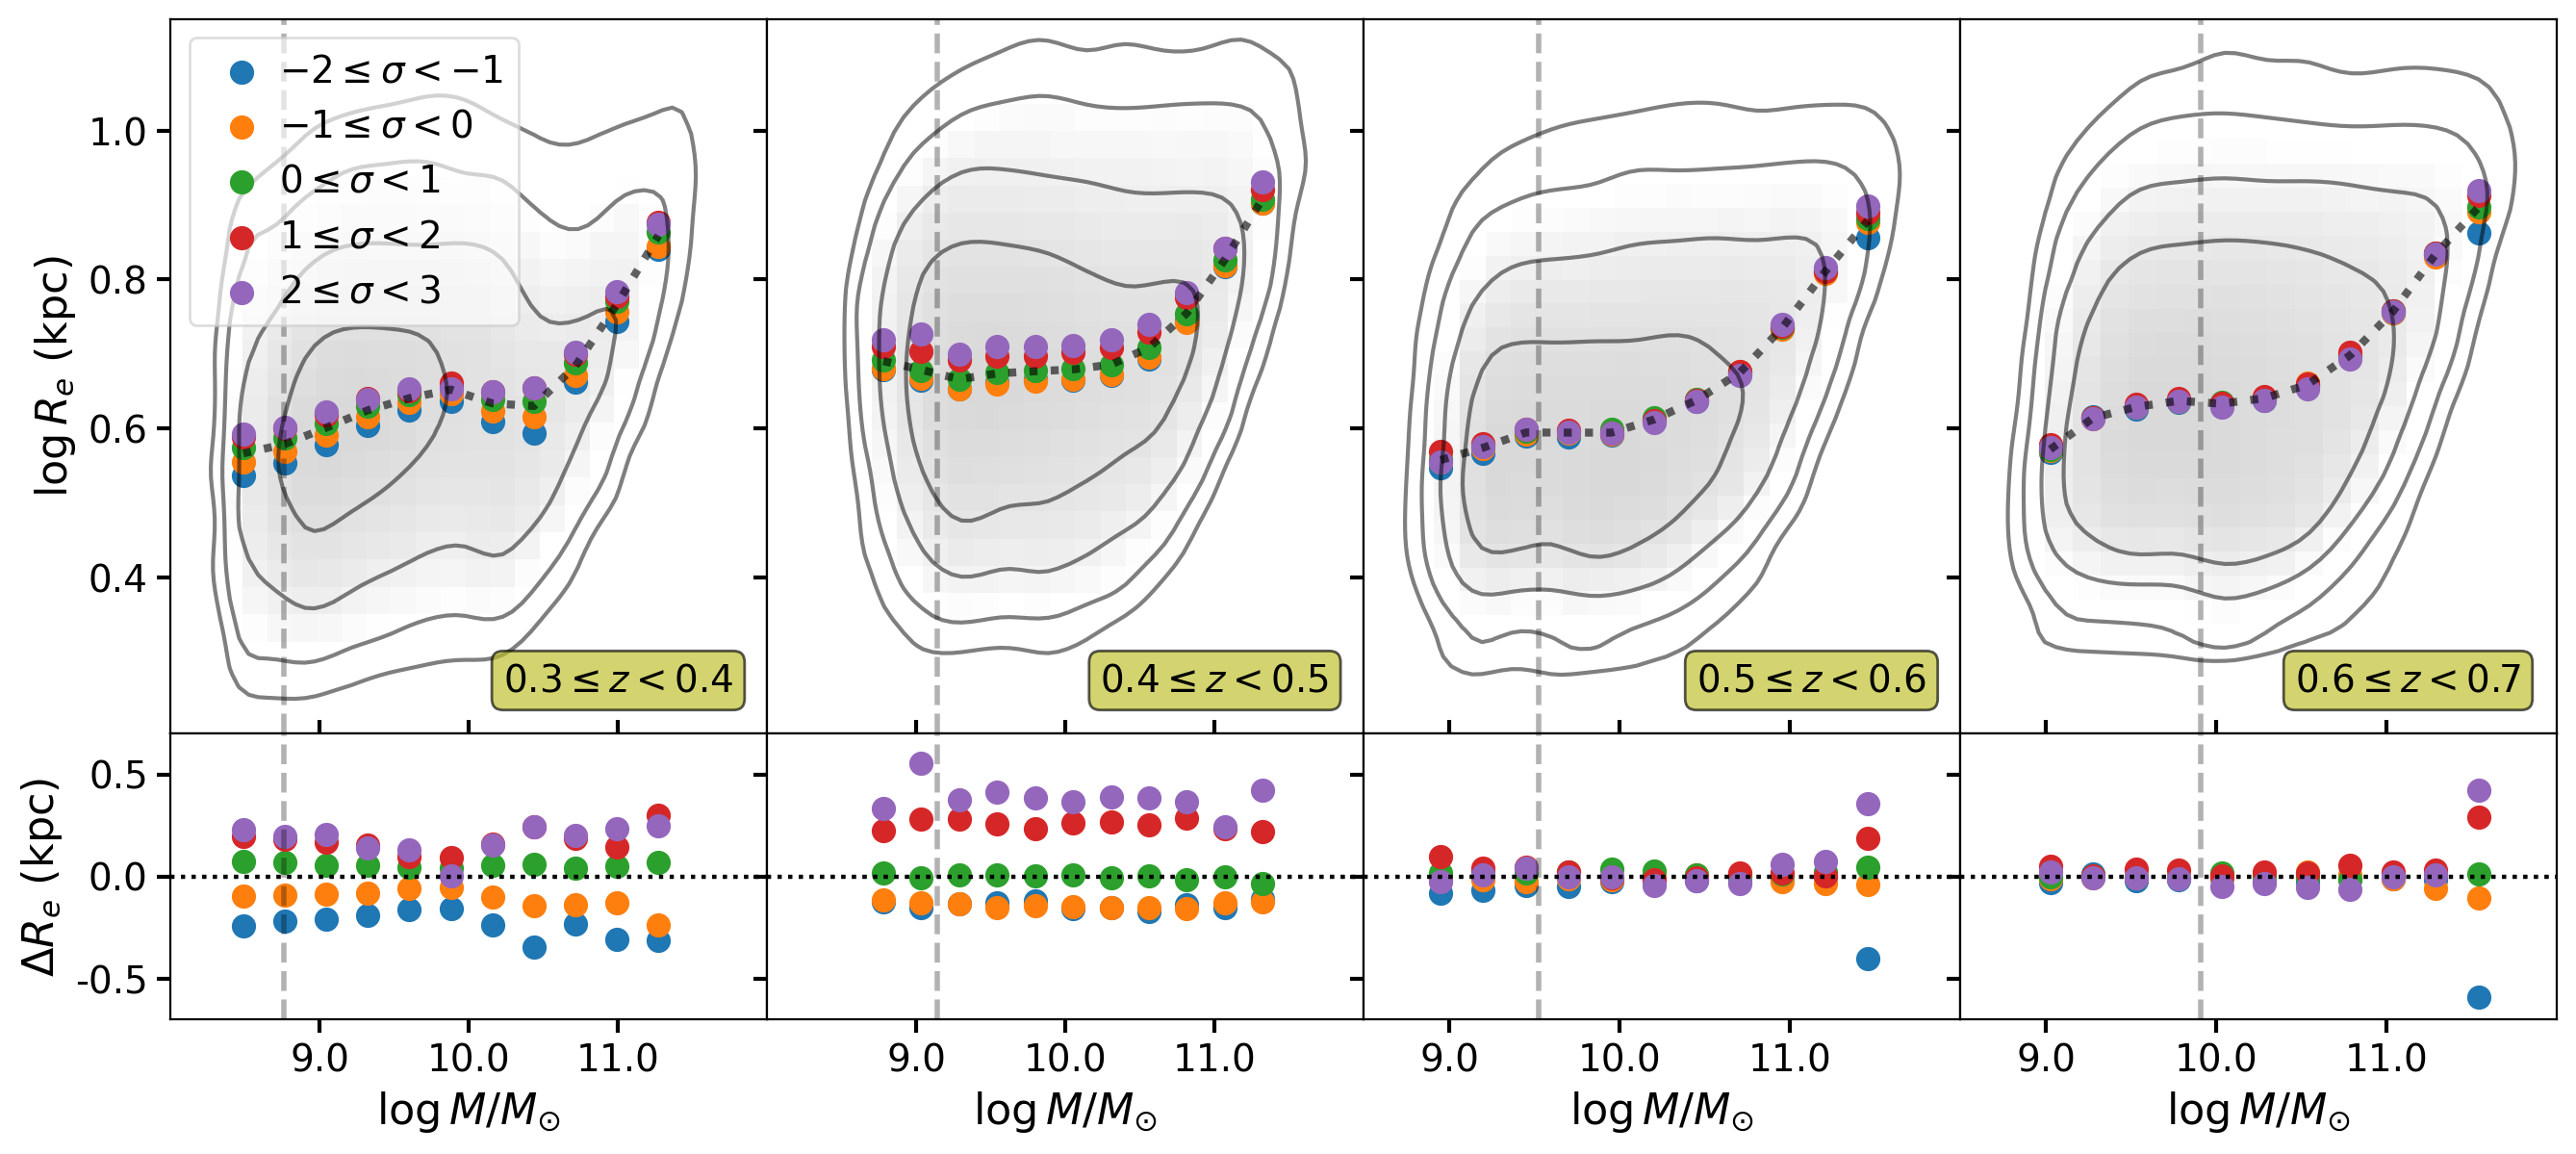 −2 ≤ σ < −1
−1 ≤ σ < 0
0 ≤ σ < 1
1 ≤ σ < 2
2 ≤ σ < 3
1.0
0.8
0.6
0.4
log R_e (kpc)
0.3 ≤ z < 0.4
0.4 ≤ z < 0.5
0.5 ≤ z < 0.6
0.6 ≤ z < 0.7
0.5
0.0
-0.5
ΔR_e (kpc)
9.0 10.0 11.0
9.0 10.0 11.0
9.0 10.0 11.0
9.0 10.0 11.0
log M/M_⊙
log M/M_⊙
log M/M_⊙
log M/M_⊙